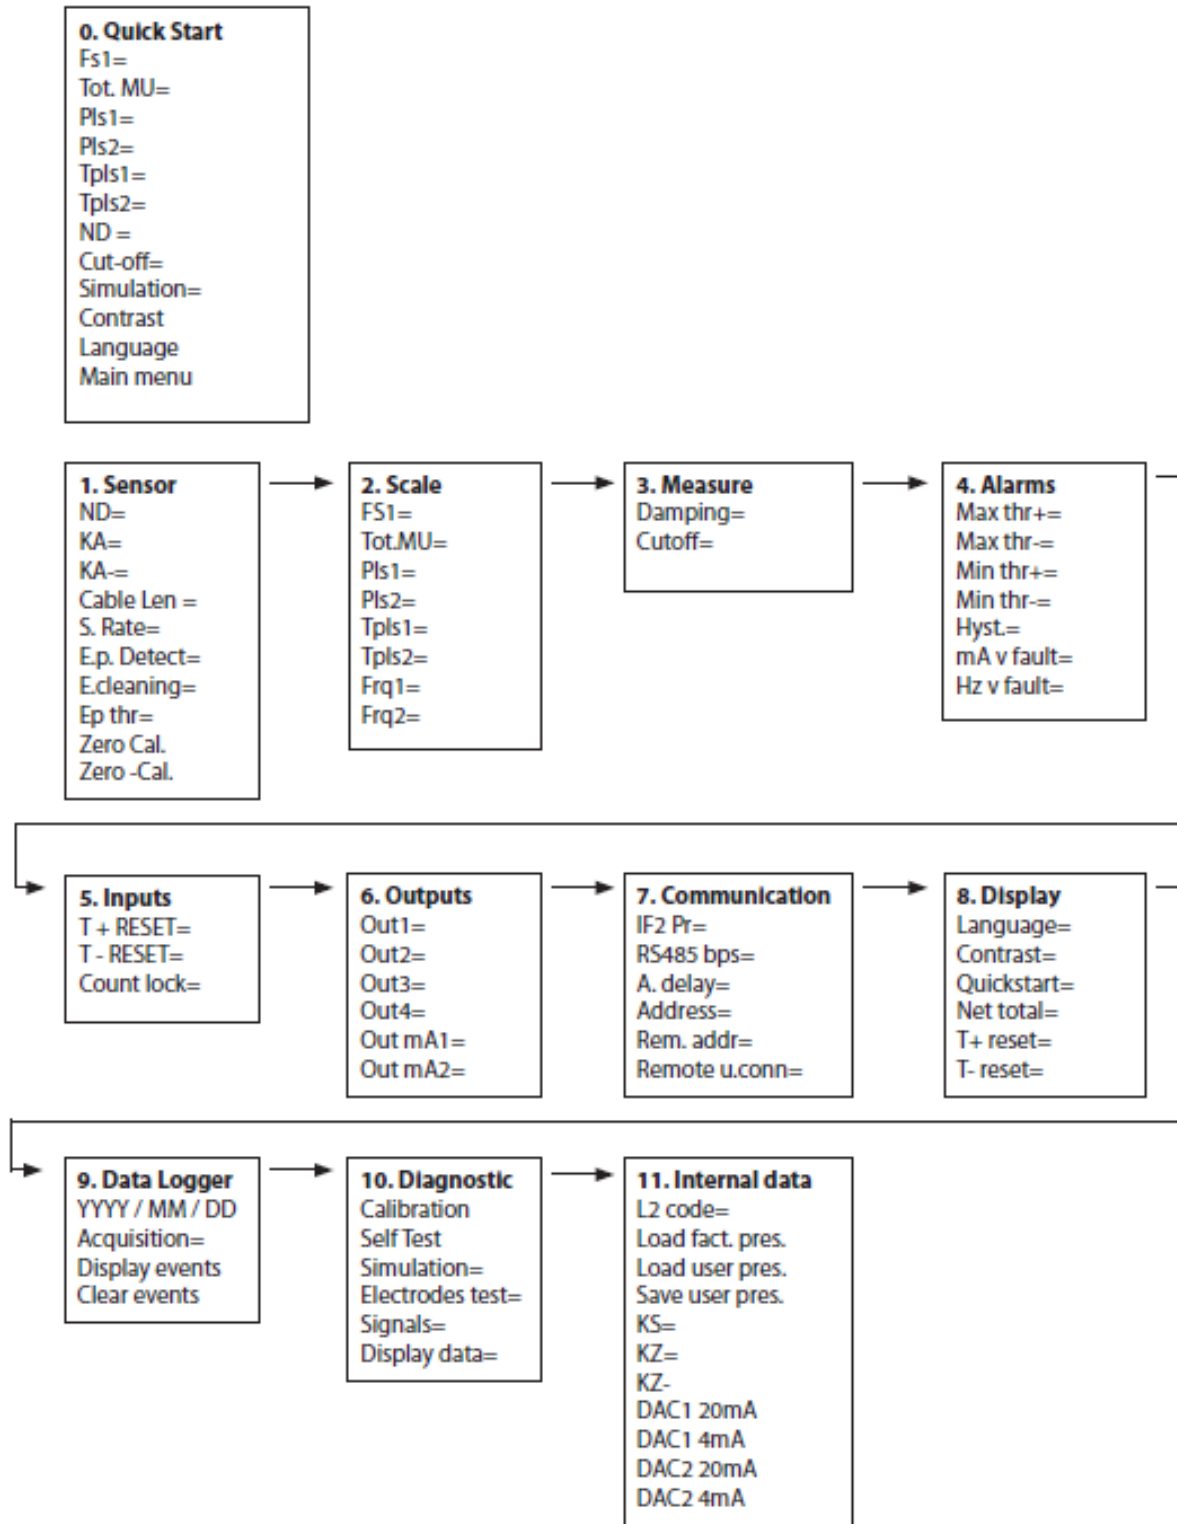 0. Quick Start
Fs1=
Tot. MU=
Pls1=
Pls2=
Tpls1=
Tpls2=
ND =
Cut-off=
Simulation=
Contrast
Language
Main menu
1. Sensor
ND=
KA=
KA-=
Cable Len =
S. Rate=
E.p. Detect=
E.cleaning=
Ep thr=
Zero Cal.
Zero -Cal.
2. Scale
FS1=
Tot.MU=
Pls1=
Pls2=
Tpls1=
Tpls2=
Frq1=
Frq2=
3. Measure
Damping=
Cutoff=
4. Alarms
Max thr+=
Max thr-=
Min thr+=
Min thr-=
Hyst.=
mA v fault=
Hz v fault=
5. Inputs
T + RESET=
T - RESET=
Count lock=
6. Outputs
Out1=
Out2=
Out3=
Out4=
Out mA1=
Out mA2=
7. Communication
IF2 Pr=
RS485 bps=
A. delay=
Address=
Rem. addr=
Remote u.conn=
8. Display
Language=
Contrast=
Quickstart=
Net total=
T+ reset=
T- reset=
9. Data Logger
YYYY / MM / DD
Acquisition=
Display events
Clear events
10. Diagnostic
Calibration
Self Test
Simulation=
Electrodes test=
Signals=
Display data=
11. Internal data
L2 code=
Load fact. pres.
Load user pres.
Save user pres.
KS=
KZ=
KZ-
DAC1 20mA
DAC1 4mA
DAC2 20mA
DAC2 4mA